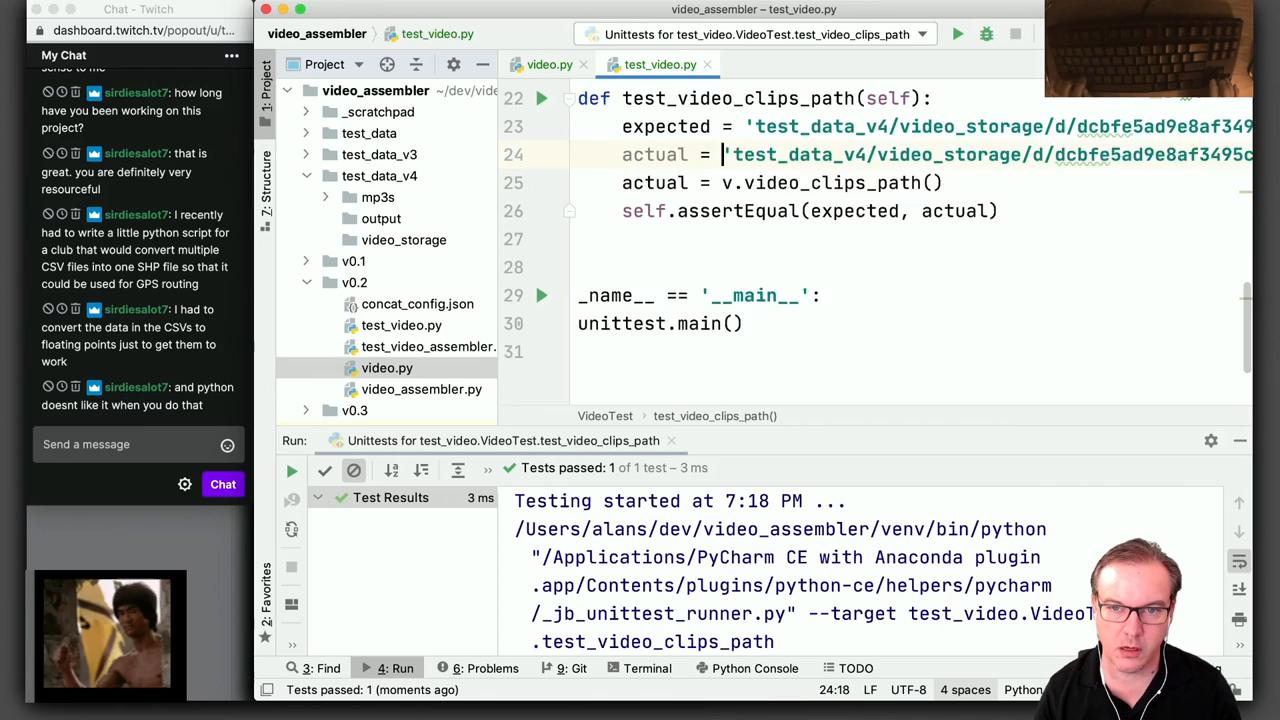 Chat - Twitch
dashboard.twitch.tv/popout/u/t...
My Chat
sense to me
sirdiesalot7: how long
have you been working on this
project?
sirdiesalot7: that is
great. you are definitely very
resourceful
sirdiesalot7: I recently
had to write a little python script for
a club that would convert multiple
CSV files into one SHP file so that it
could be used for GPS routing
sirdiesalot7: I had to
convert the data in the CSVs to
floating points just to get them to
work
sirdiesalot7: and python
doesnt like it when you do that
Send a message
Chat
video_assembler – test_video.py
video_assembler
test_video.py
Unittests for test_video.VideoTest.test_video_clips_path
1: Project
7: Structure
2: Favorites
Project
video.py
test_video.py
video_assembler ~/dev/vide
_scratchpad
test_data
test_data_v3
test_data_v4
mp3s
output
video_storage
v0.1
v0.2
concat_config.json
test_video.py
test_video_assembler.
video.py
video_assembler.py
v0.3
22 def test_video_clips_path(self):
23 expected = 'test_data_v4/video_storage/d/dcbfe5ad9e8af349
24 actual = 'test_data_v4/video_storage/d/dcbfe5ad9e8af3495c
25 actual = v.video_clips_path()
26 self.assertEqual(expected, actual)
27
28
29 _name__ == '__main__':
30 unittest.main()
31
VideoTest
test_video_clips_path()
Run:
Unittests for test_video.VideoTest.test_video_clips_path
Tests passed: 1 of 1 test – 3 ms
Test Results
3 ms
Testing started at 7:18 PM ...
/Users/alans/dev/video_assembler/venv/bin/python
"/Applications/PyCharm CE with Anaconda plugin
.app/Contents/plugins/python-ce/helpers/pycharm
/_jb_unittest_runner.py" --target test_video.VideoT
.test_video_clips_path
3: Find
4: Run
6: Problems
9: Git
Terminal
Python Console
TODO
Tests passed: 1 (moments ago)
24:18
LF
UTF-8
4 spaces
Python